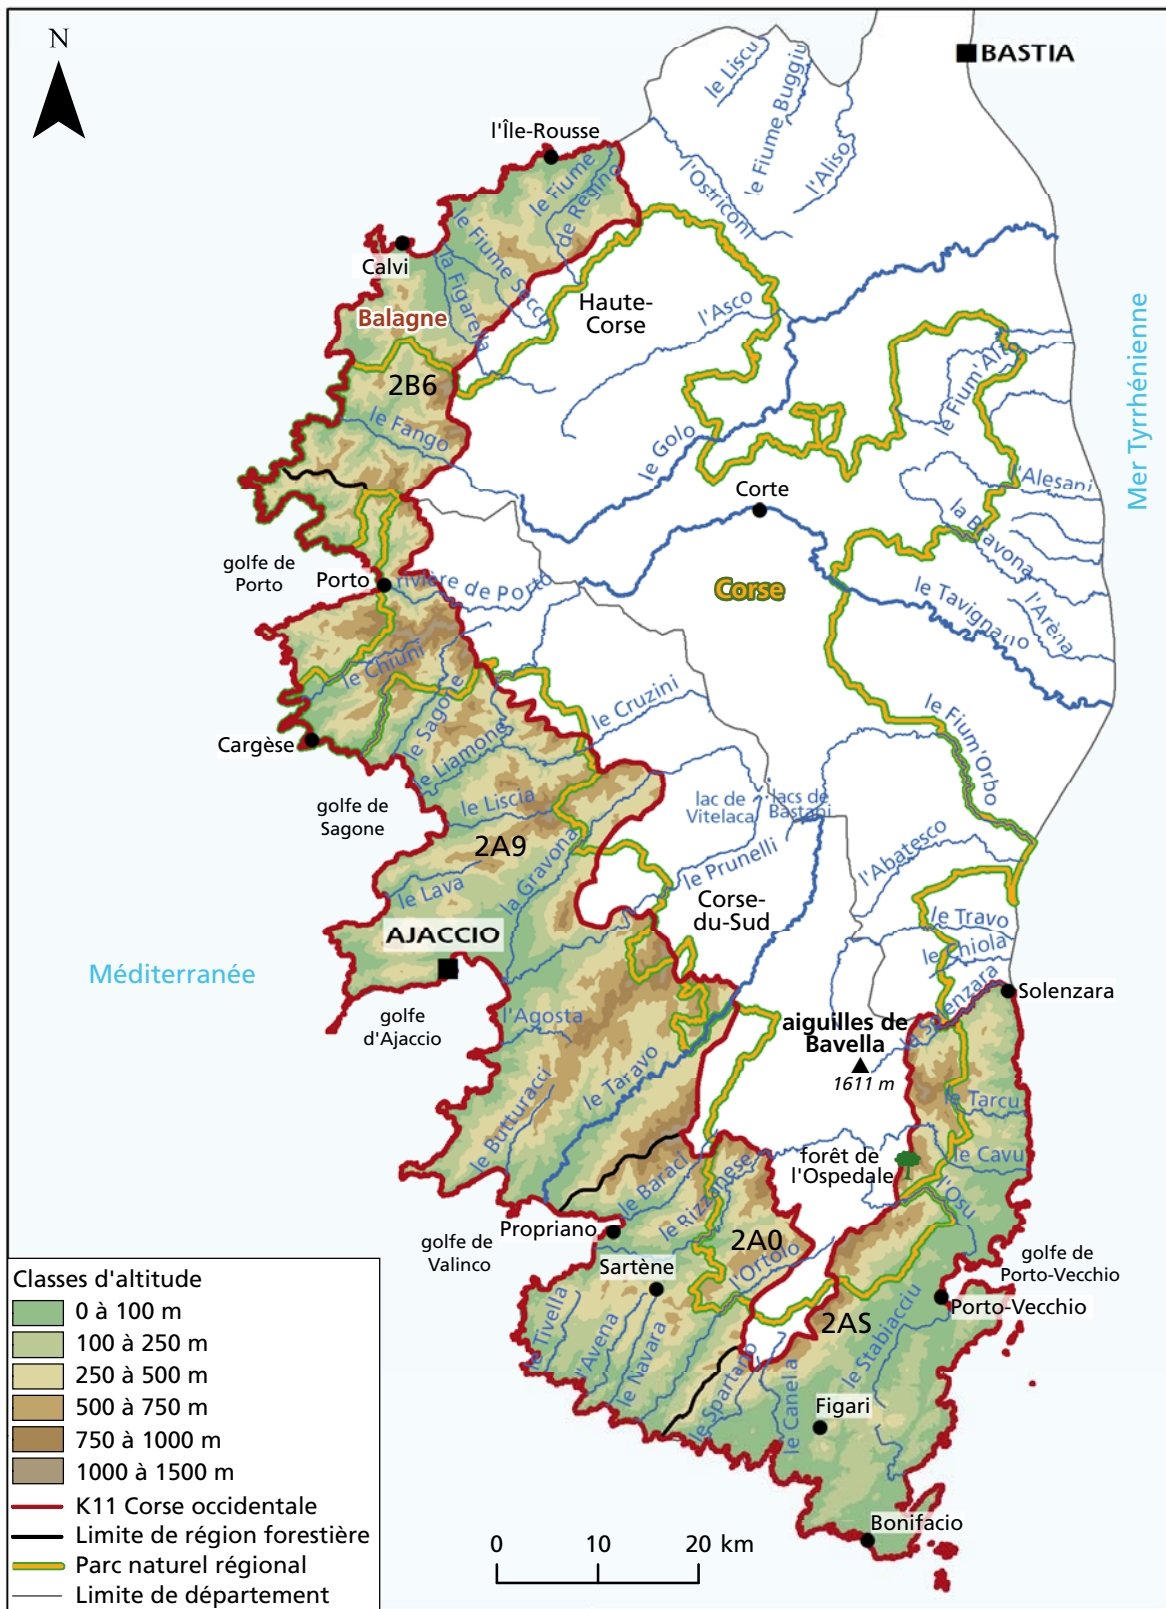 N
BASTIA
le Liscu
le Fiume Buggiu
l'Aliso
l'Ostriconi
l'Île-Rousse
le Fiume
de Regino
le Fiume Seccu
la Figarella
Calvi
Balagne
Haute-
Corse
l'Asco
2B6
le Fango
le Golo
le Fium'Alto
Mer Tyrrhénienne
Corte
l'Alesani
la Bravona
l'Arèna
le Tavignano
golfe de
Porto
Porto
rivière de Porto
Corse
le Chiuni
le Sagone
le Liamone
le Cruzini
le Fium'Orbo
Cargèse
golfe de
Sagone
le Liscia
lac de
Vitelaca
lacs de
Bastani
2A9
la Gravona
le Prunelli
l'Abatesco
le Lava
Corse-
du-Sud
le Travo
le Chiola
AJACCIO
Méditerranée
golfe
d'Ajaccio
l'Agosta
la Solenzara
Solenzara
aiguilles de
Bavella
1611 m
le Taravo
le Butturacci
le Tarcu
le Cavu
forêt de
l'Ospedale
l'Osu
le Baraci
le Rizzanese
Propriano
golfe de
Valinco
2A0
Sartène
l'Ortolo
golfe de
Porto-Vecchio
Porto-Vecchio
2AS
le Stabiacciu
le Tivella
l'Avena
le Navara
le Spartano
le Canella
Figari
Bonifacio
Classes d'altitude
0 à 100 m
100 à 250 m
250 à 500 m
500 à 750 m
750 à 1000 m
1000 à 1500 m
K11 Corse occidentale
Limite de région forestière
Parc naturel régional
Limite de département
0 10 20 km